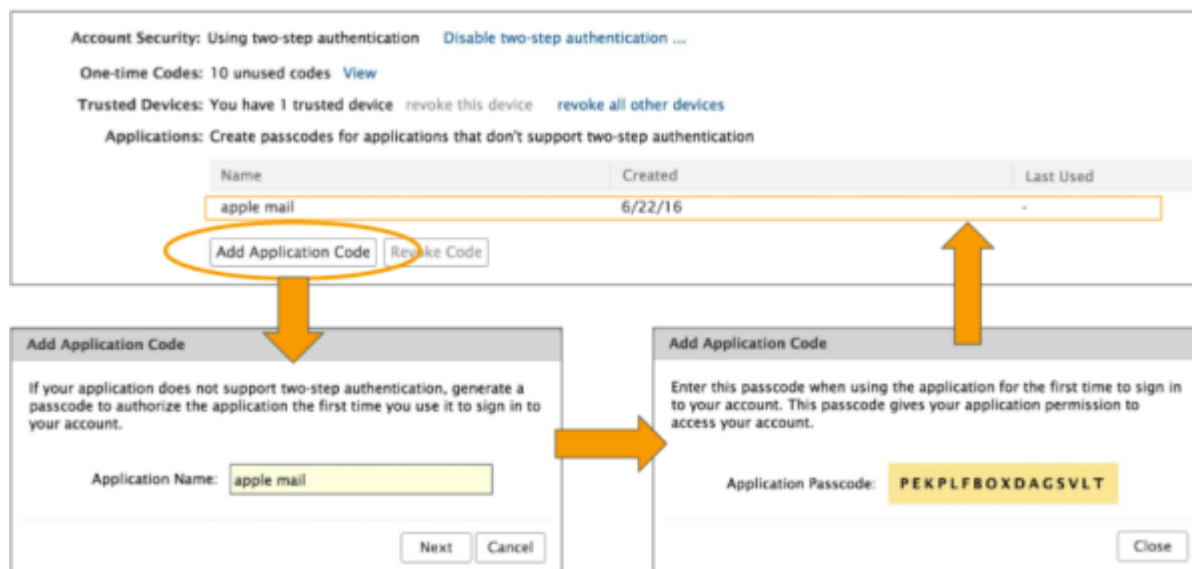 Account Security: Using two-step authentication Disable two-step authentication ...
One-time Codes: 10 unused codes View
Trusted Devices: You have 1 trusted device revoke this device revoke all other devices
Applications: Create passcodes for applications that don't support two-step authentication
Name Created Last Used
apple mail 6/22/16 -
Add Application Code Revoke Code
Add Application Code
If your application does not support two-step authentication, generate a
passcode to authorize the application the first time you use it to sign in to
your account.
Application Name: apple mail
Next Cancel
Add Application Code
Enter this passcode when using the application for the first time to sign in
to your account. This passcode gives your application permission to
access your account.
Application Passcode: PEKPLFBOXDAGSVLT
Close